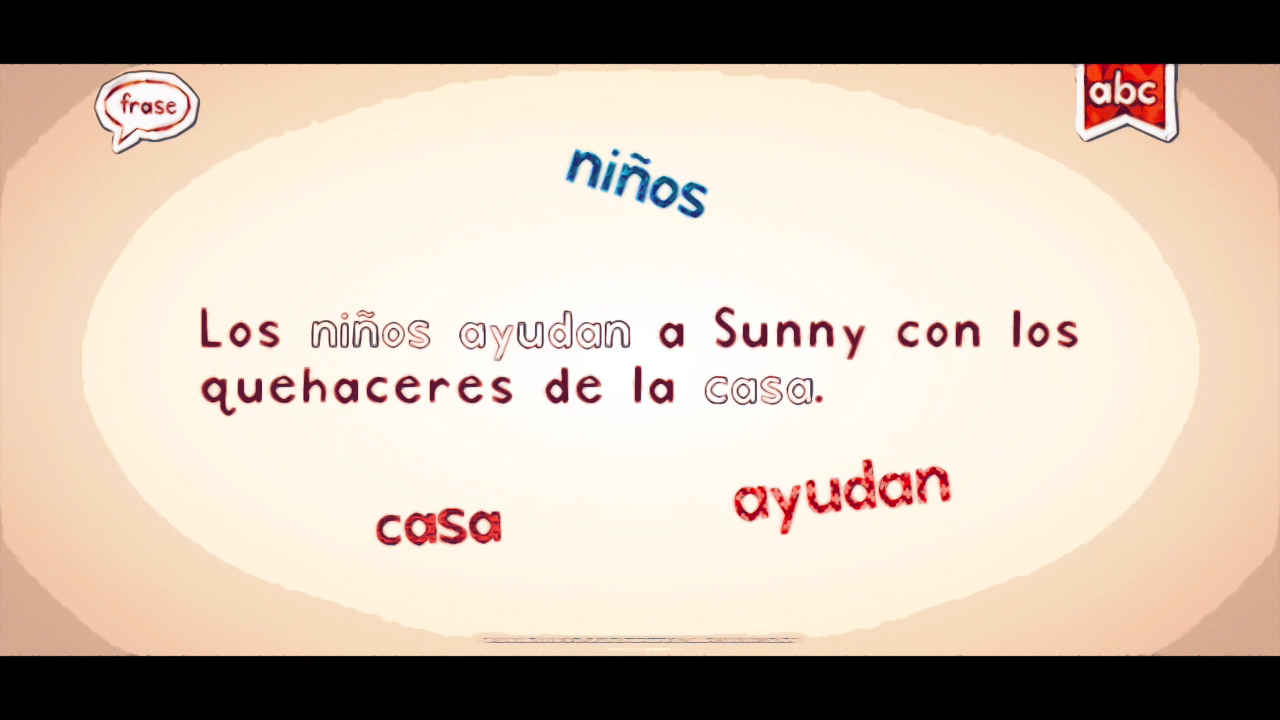 frase
abc
niños
Los niños ayudan a Sunny con los
quehaceres de la casa.
ayudan
casa